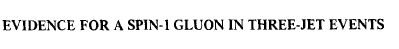 EVIDENCE FOR A SPIN-1 GLUON IN THREE-JET EVENTS